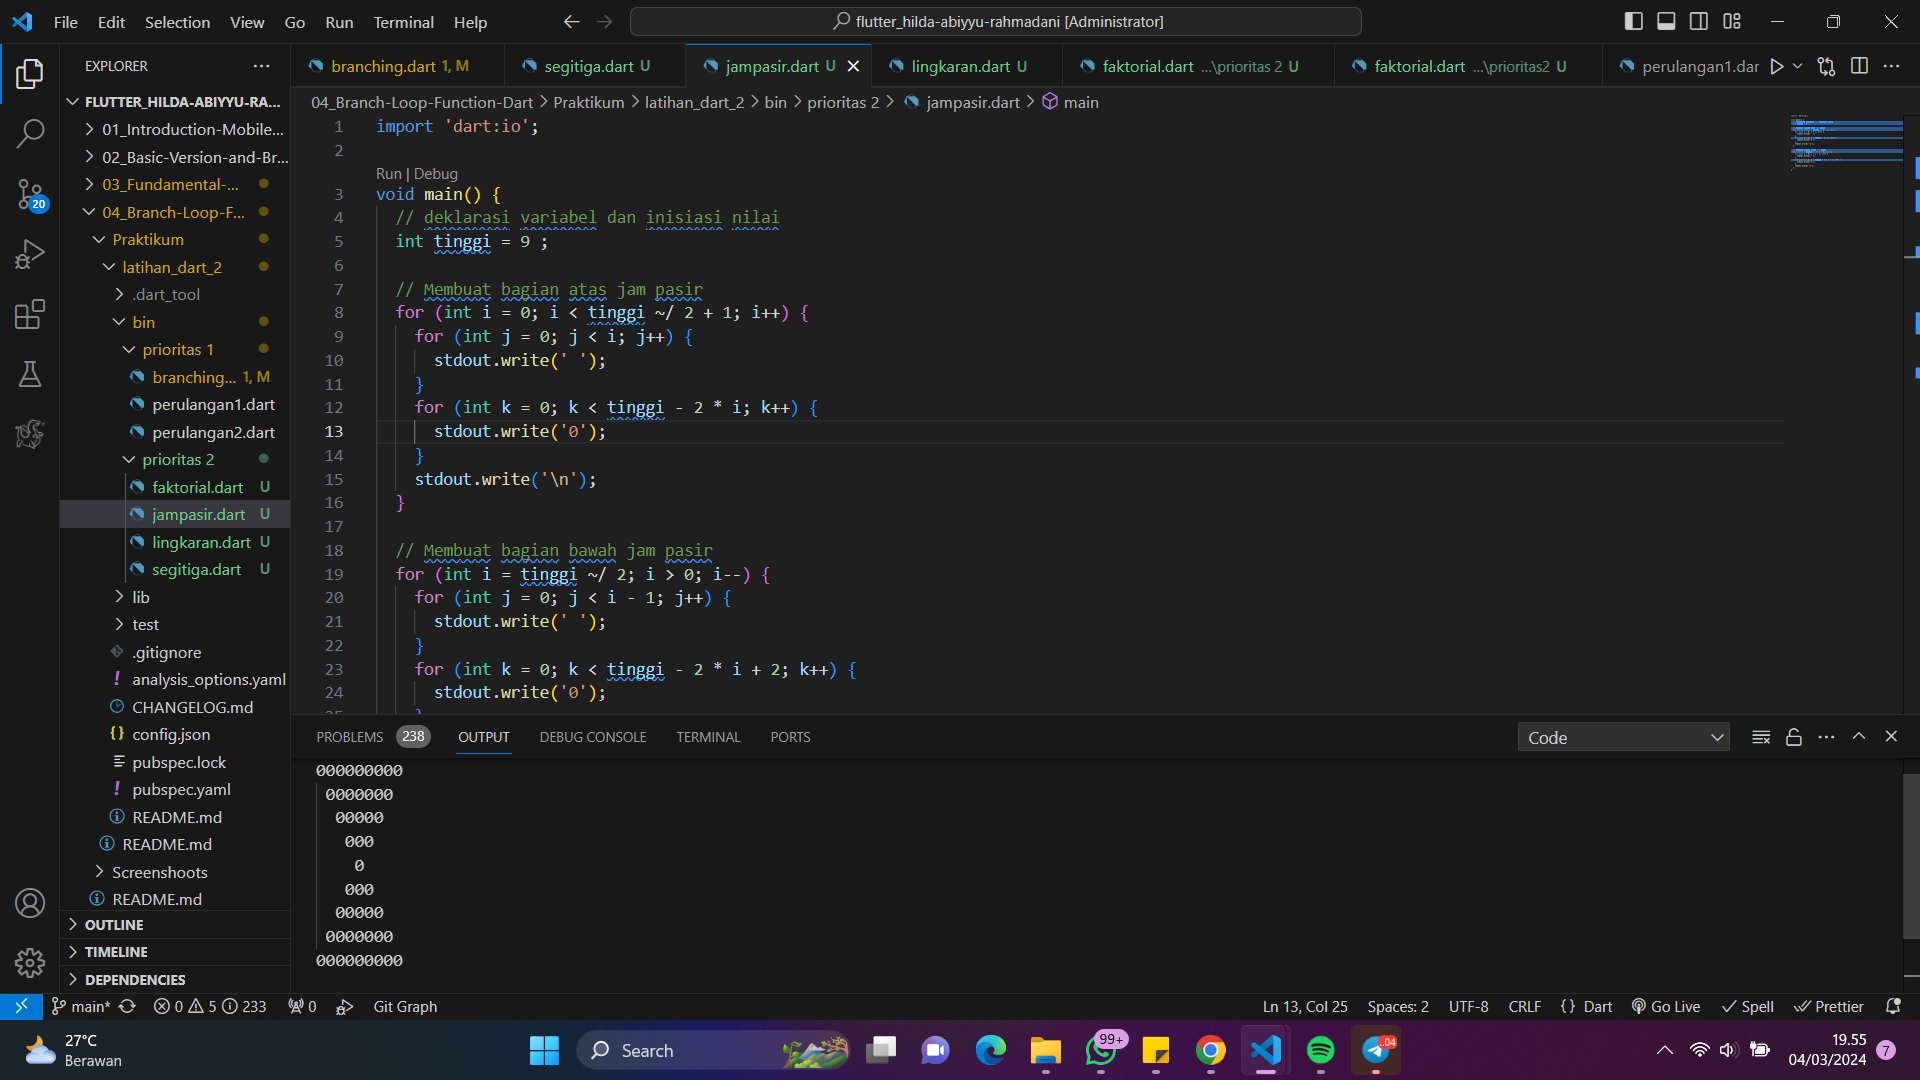 File Edit Selection View Go Run Terminal Help
flutter_hilda-abiyyu-rahmadani [Administrator]
EXPLORER
branching.dart 1, M
segitiga.dart U
jampasir.dart U
lingkaran.dart U
faktorial.dart ...\prioritas 2 U
faktorial.dart ...\prioritas2 U
perulangan1.dar
FLUTTER_HILDA-ABIYYU-RA...
01_Introduction-Mobile...
02_Basic-Version-and-Br...
03_Fundamental-...
04_Branch-Loop-F...
Praktikum
latihan_dart_2
.dart_tool
bin
prioritas 1
branching... 1, M
perulangan1.dart
perulangan2.dart
prioritas 2
faktorial.dart U
jampasir.dart U
lingkaran.dart U
segitiga.dart U
lib
test
.gitignore
analysis_options.yaml
CHANGELOG.md
config.json
pubspec.lock
pubspec.yaml
README.md
README.md
Screenshoots
README.md
OUTLINE
TIMELINE
DEPENDENCIES
20
04_Branch-Loop-Function-Dart > Praktikum > latihan_dart_2 > bin > prioritas 2 > jampasir.dart > main
1 import 'dart:io';
2
Run | Debug
3 void main() {
4 // deklarasi variabel dan inisiasi nilai
5 int tinggi = 9 ;
6
7 // Membuat bagian atas jam pasir
8 for (int i = 0; i < tinggi ~/ 2 + 1; i++) {
9 for (int j = 0; j < i; j++) {
10 stdout.write(' ');
11 }
12 for (int k = 0; k < tinggi - 2 * i; k++) {
13 stdout.write('0');
14 }
15 stdout.write('\n');
16 }
17
18 // Membuat bagian bawah jam pasir
19 for (int i = tinggi ~/ 2; i > 0; i--) {
20 for (int j = 0; j < i - 1; j++) {
21 stdout.write(' ');
22 }
23 for (int k = 0; k < tinggi - 2 * i + 2; k++) {
24 stdout.write('0');
25 }
PROBLEMS 238 OUTPUT DEBUG CONSOLE TERMINAL PORTS
Code
000000000
0000000
00000
000
0
000
00000
0000000
000000000
main* 0 5 233 0 Git Graph
Ln 13, Col 25 Spaces: 2 UTF-8 CRLF {} Dart Go Live Spell Prettier
27°C
Berawan
Search
99+
..04
19.55
04/03/2024
7